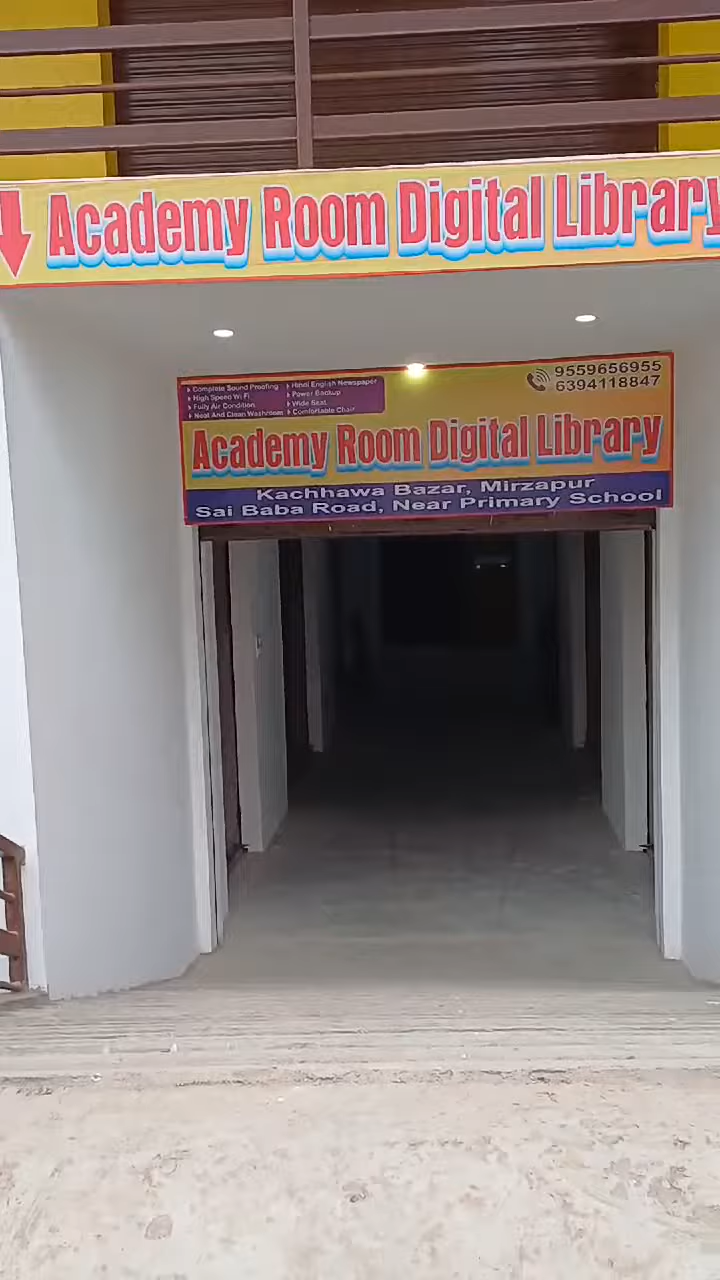 Academy Room Digital Library
Complete Sound Proofing
High Speed Wi Fi
Fully Air Condition
Neat And Clean Washroom
Hindi English Newspaper
Power Backup
Wide Seat
Comfortable Chair
9559656955
6394118847
Academy Room Digital Library
Kachhawa Bazar, Mirzapur
Sai Baba Road, Near Primary School